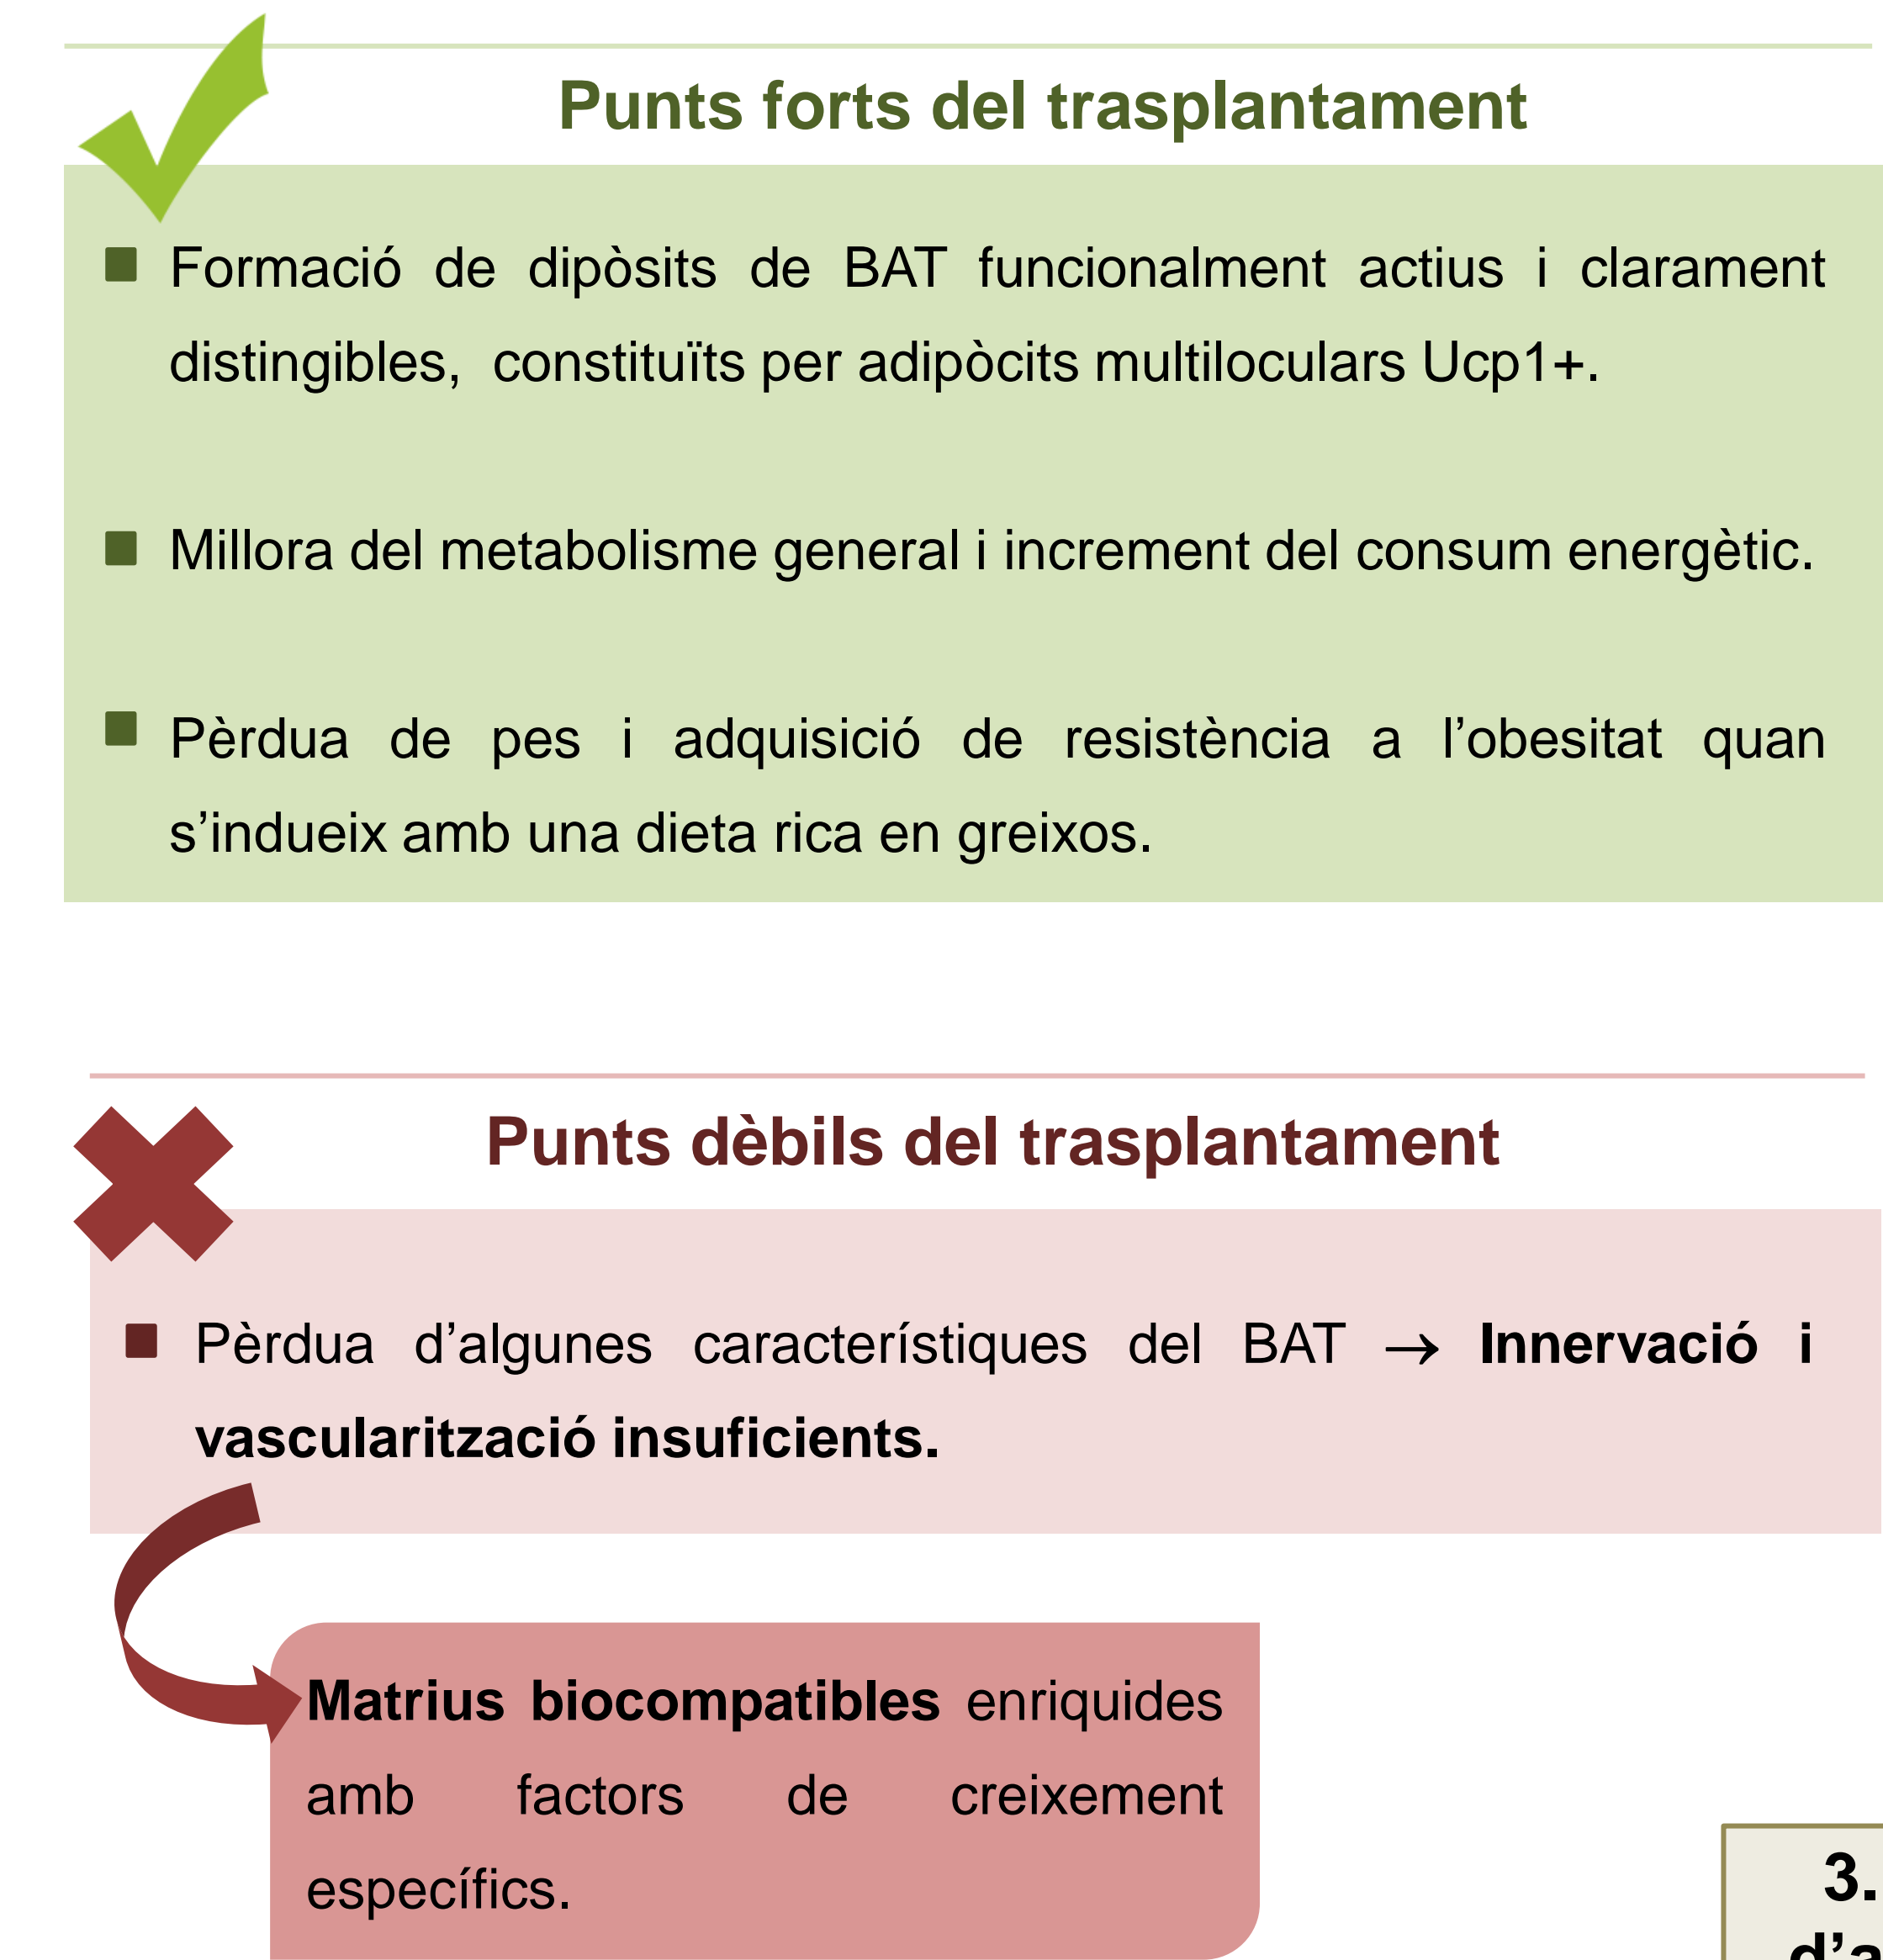 Punts forts del trasplantament
Formació de dipòsits de BAT funcionalment actius i clarament
distingibles, constituïts per adipòcits multiloculars Ucp1+.
Millora del metabolisme general i increment del consum energètic.
Pèrdua de pes i adquisició de resistència a l’obesitat quan
s’indueix amb una dieta rica en greixos.
Punts dèbils del trasplantament
Pèrdua d’algunes característiques del BAT → Innervació i
vascularització insuficients.
Matrius biocompatibles enriquides
amb factors de creixement
específics.
3.